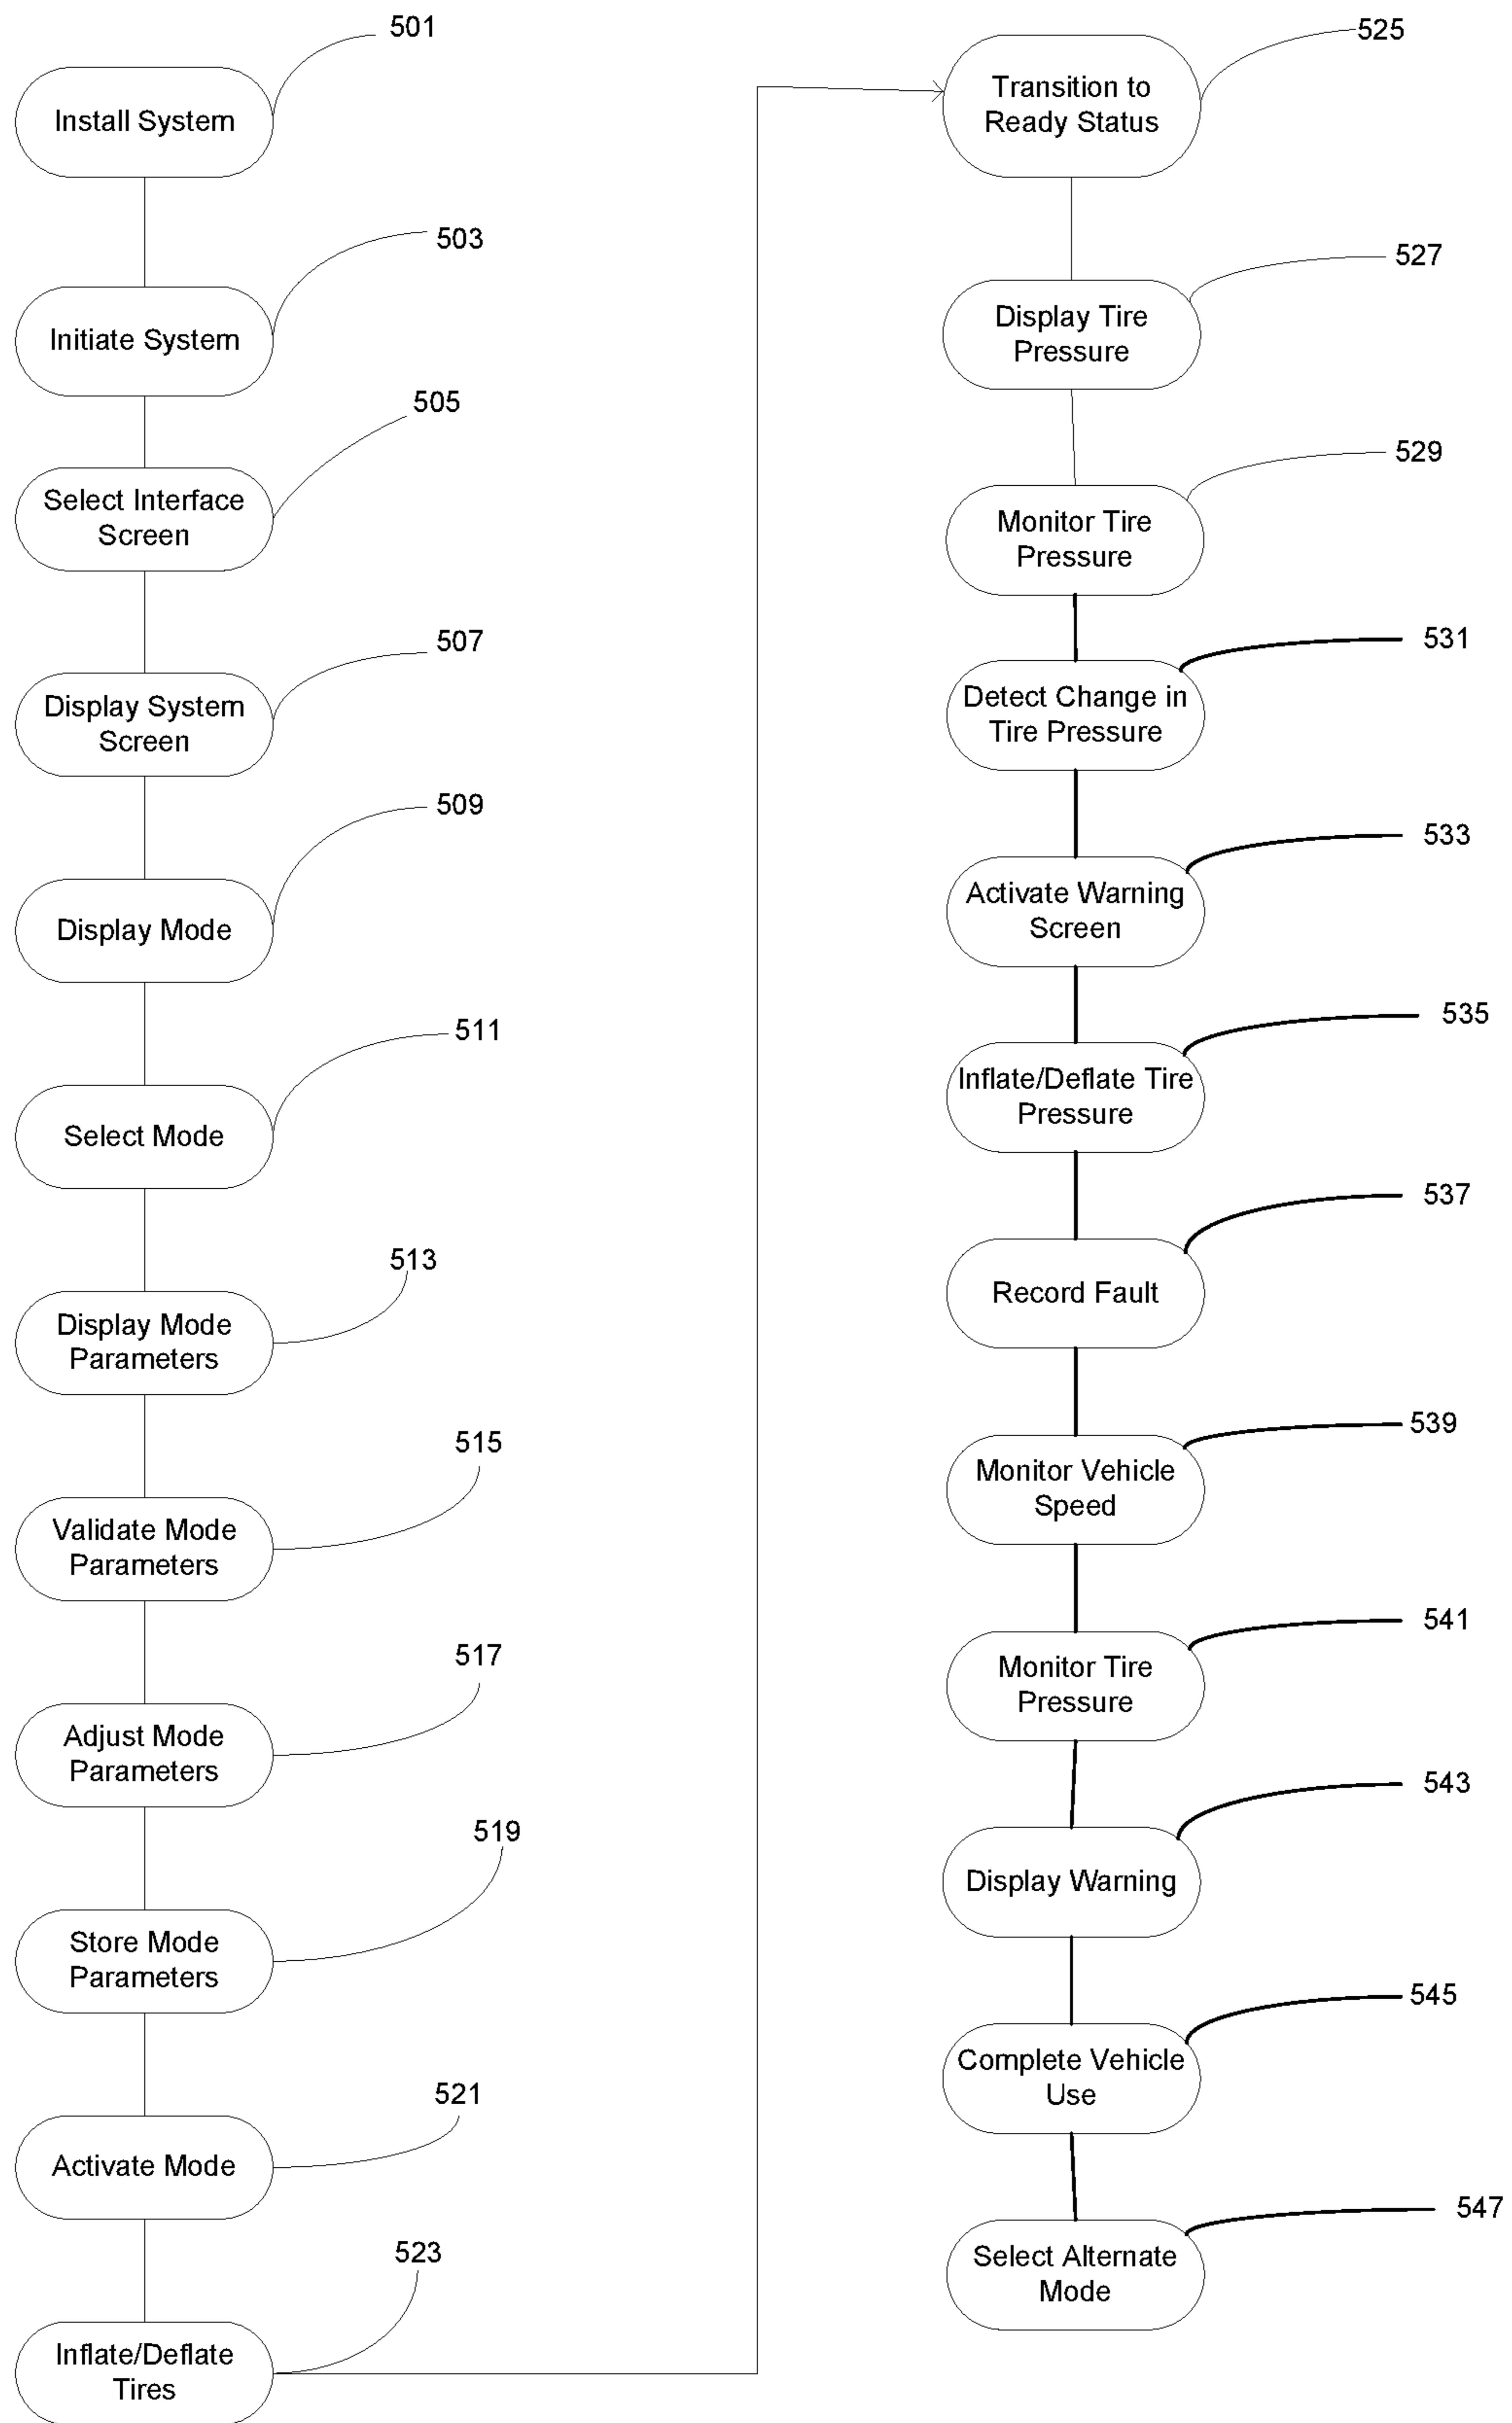 501
Install System
503
Initiate System
505
Select Interface
Screen
507
Display System
Screen
509
Display Mode
511
Select Mode
513
Display Mode
Parameters
515
Validate Mode
Parameters
517
Adjust Mode
Parameters
519
Store Mode
Parameters
521
Activate Mode
523
Inflate/Deflate
Tires
525
Transition to
Ready Status
527
Display Tire
Pressure
529
Monitor Tire
Pressure
531
Detect Change in
Tire Pressure
533
Activate Warning
Screen
535
Inflate/Deflate Tire
Pressure
537
Record Fault
539
Monitor Vehicle
Speed
541
Monitor Tire
Pressure
543
Display Warning
545
Complete Vehicle
Use
547
Select Alternate
Mode